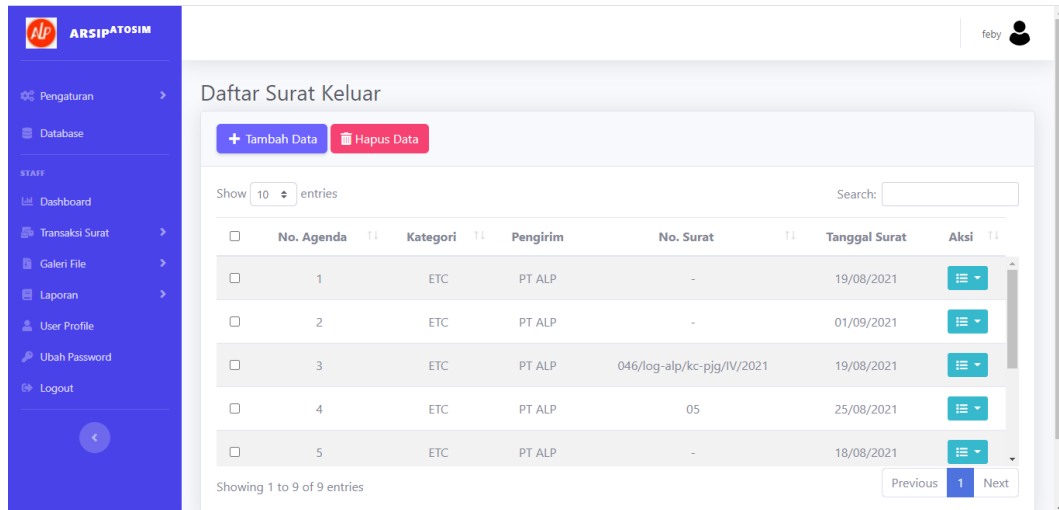 ALP
ARSIPATOSIM
feby
Pengaturan
Database
STAFF
Dashboard
Transaksi Surat
Galeri File
Laporan
User Profile
Ubah Password
Logout
Daftar Surat Keluar
Tambah Data Hapus Data
Show 10 entries Search:
No. Agenda Kategori Pengirim No. Surat Tanggal Surat Aksi
1 ETC PT ALP - 19/08/2021
2 ETC PT ALP - 01/09/2021
3 ETC PT ALP 046/log-alp/kc-pjg/IV/2021 19/08/2021
4 ETC PT ALP 05 25/08/2021
5 ETC PT ALP - 18/08/2021
Showing 1 to 9 of 9 entries Previous 1 Next